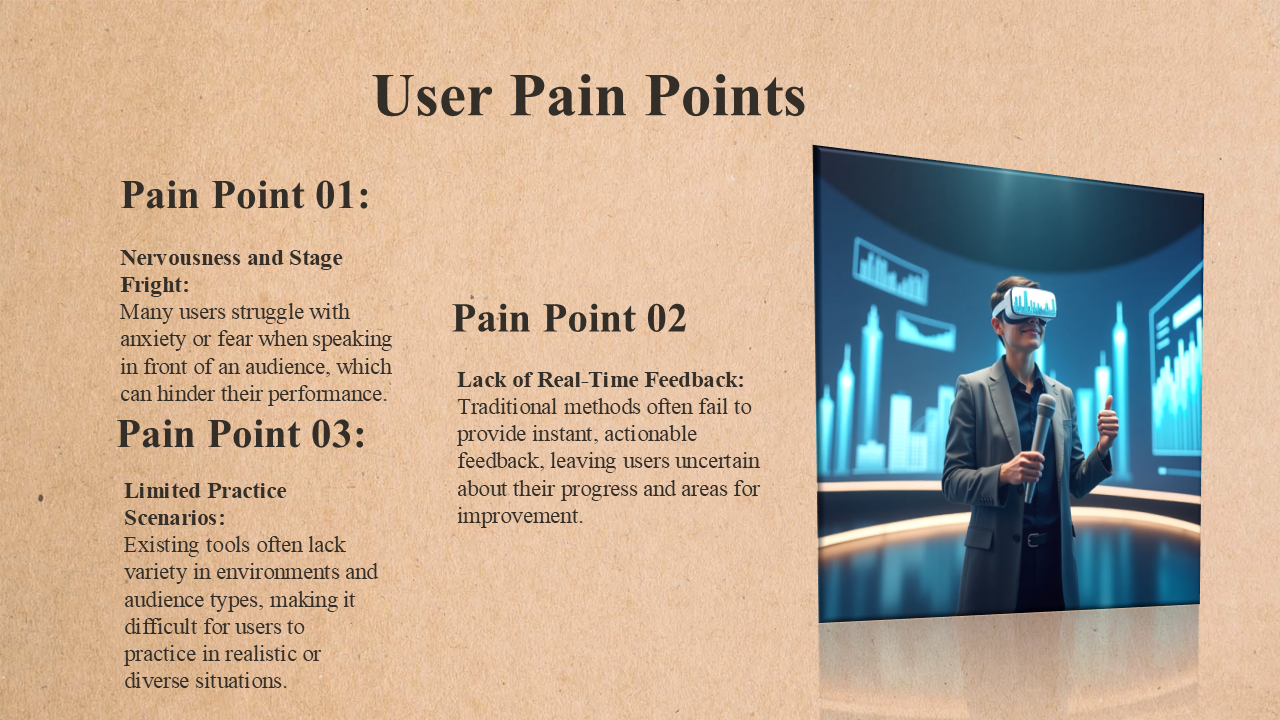 User Pain Points
Pain Point 01:
Nervousness and Stage
Fright:
Many users struggle with
anxiety or fear when speaking
in front of an audience, which
can hinder their performance.
Pain Point 02
Lack of Real-Time Feedback:
Traditional methods often fail to
provide instant, actionable
feedback, leaving users uncertain
about their progress and areas for
improvement.
Pain Point 03:
Limited Practice
Scenarios:
Existing tools often lack
variety in environments and
audience types, making it
difficult for users to
practice in realistic or
diverse situations.